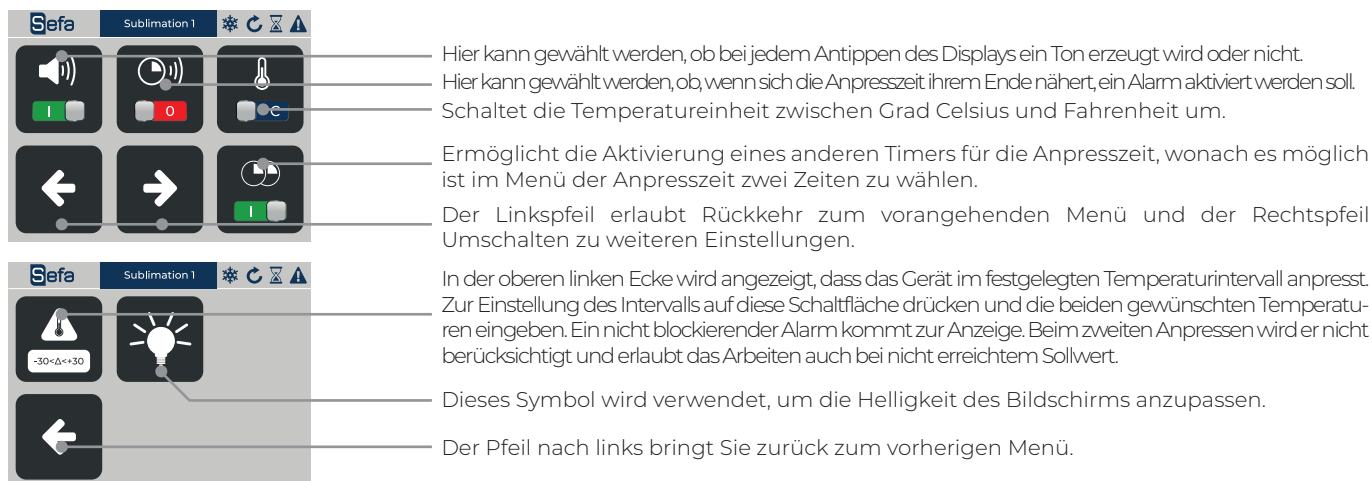 Sefa
Sublimation 1
I
0
C
I
Hier kann gewählt werden, ob bei jedem Antippen des Displays ein Ton erzeugt wird oder nicht.
Hier kann gewählt werden, ob, wenn sich die Anpresszeit ihrem Ende nähert, ein Alarm aktiviert werden soll.
Schaltet die Temperatureinheit zwischen Grad Celsius und Fahrenheit um.
Ermöglicht die Aktivierung eines anderen Timers für die Anpresszeit, wonach es möglich
ist im Menü der Anpresszeit zwei Zeiten zu wählen.
Der Linkspfeil erlaubt Rückkehr zum vorangehenden Menü und der Rechtspfeil
Umschalten zu weiteren Einstellungen.
Sefa
Sublimation 1
-30<Δ<+30
In der oberen linken Ecke wird angezeigt, dass das Gerät im festgelegten Temperaturintervall anpresst.
Zur Einstellung des Intervalls auf diese Schaltfläche drücken und die beiden gewünschten Temperatu-
ren eingeben. Ein nicht blockierender Alarm kommt zur Anzeige. Beim zweiten Anpressen wird er nicht
berücksichtigt und erlaubt das Arbeiten auch bei nicht erreichtem Sollwert.
Dieses Symbol wird verwendet, um die Helligkeit des Bildschirms anzupassen.
Der Pfeil nach links bringt Sie zurück zum vorherigen Menü.